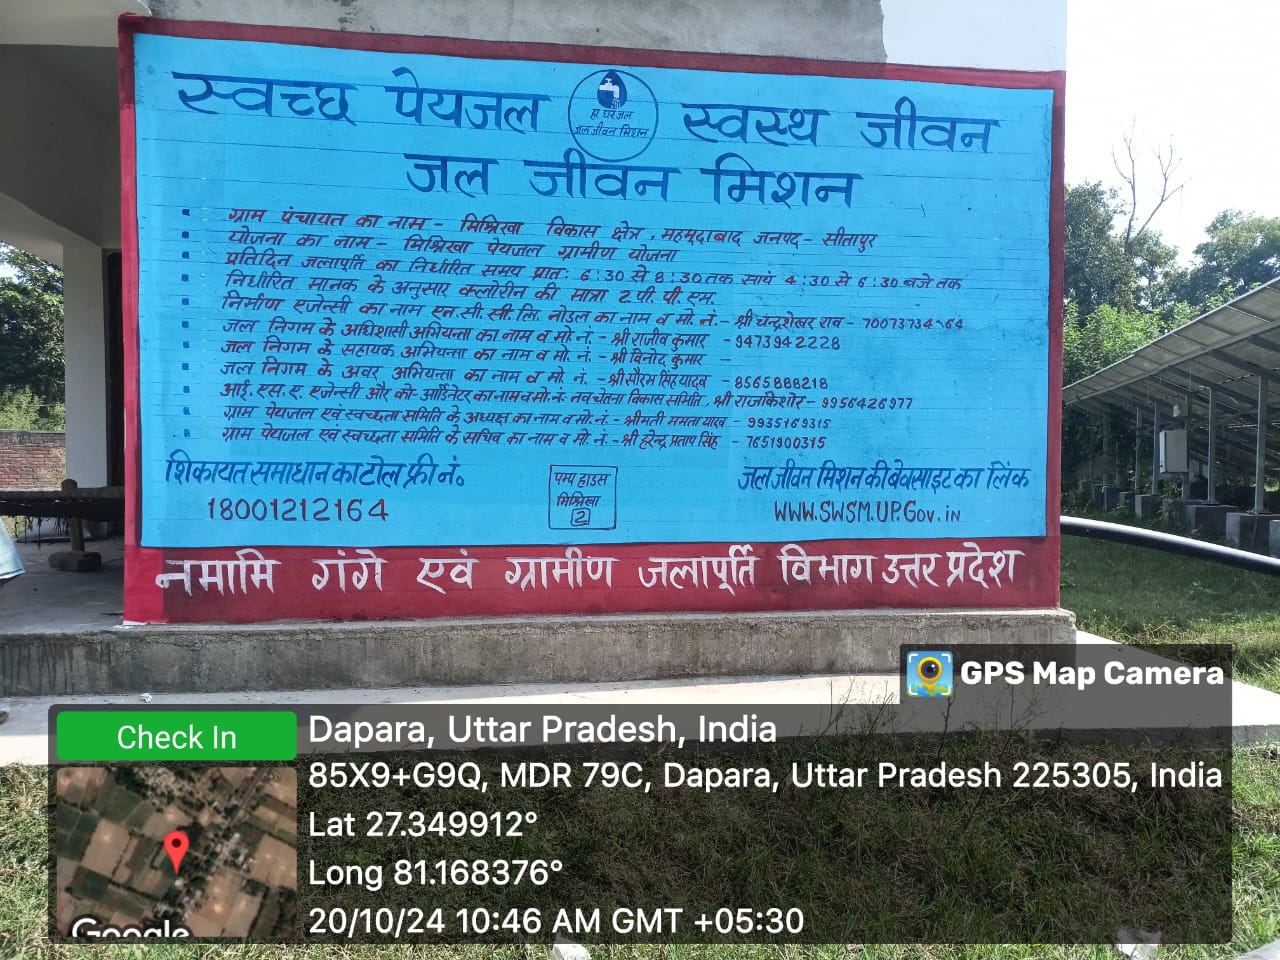 स्वच्छ पेयजल
हर घर जल
जल जीवन मिशन
स्वस्थ जीवन
जल जीवन मिशन
ग्राम पंचायत का नाम - मिश्रिखा विकास क्षेत्र, महमूदाबाद जनपद - सीतापुर
योजना का नाम - मिश्रिखा पेयजल ग्रामीण योजना
प्रतिदिन जलापूर्ति का निर्धारित समय प्रातः 6:30 से 8:30 तक सायं 4:30 से 6:30 बजे तक
निर्धारित मानक के अनुसार क्लोरीन की मात्रा 2 पी. पी. एम.
निर्माण एजेन्सी का नाम एन. सी. सी. लि. नोडल का नाम व मो. नं. - श्री चन्द्रशेखर राव -
जल निगम के अधिशासी अभियन्ता का नाम व मो. नं. - श्री राजीव कुमार - 9473942228
जल निगम के सहायक अभियन्ता का नाम व मो. नं. - श्री विनोद कुमार -
जल निगम के अवर अभियन्ता का नाम व मो. नं. - श्री सौरभ सिंह यादव - 8565888218
आई. एस. ए. एजेन्सी और को-आर्डिनेटर का नाम व मो. नं. नवचेतना विकास समिति, श्री राजकिशोर - 9956426977
ग्राम पेयजल एवं स्वच्छता समिति के अध्यक्ष का नाम व मो. नं. - श्रीमती ममता यादव - 9935169315
ग्राम पेयजल एवं स्वच्छता समिति के सचिव का नाम व मो. नं. - श्री हरेन्द्र प्रताप सिंह - 7651900315
शिकायत समाधान का टोल फ्री नं.
18001212164
पम्प हाउस
मिश्रिखा
2
जल जीवन मिशन की बेवसाइट का लिंक
WWW.SWSM.UP.Gov.in
नमामि गंगे एवं ग्रामीण जलापूर्ति विभाग उत्तर प्रदेश
GPS Map Camera
Check In
Dapara, Uttar Pradesh, India
85X9+G9Q, MDR 79C, Dapara, Uttar Pradesh 225305, India
Lat 27.349912°
Long 81.168376°
20/10/24 10:46 AM GMT +05:30
Google